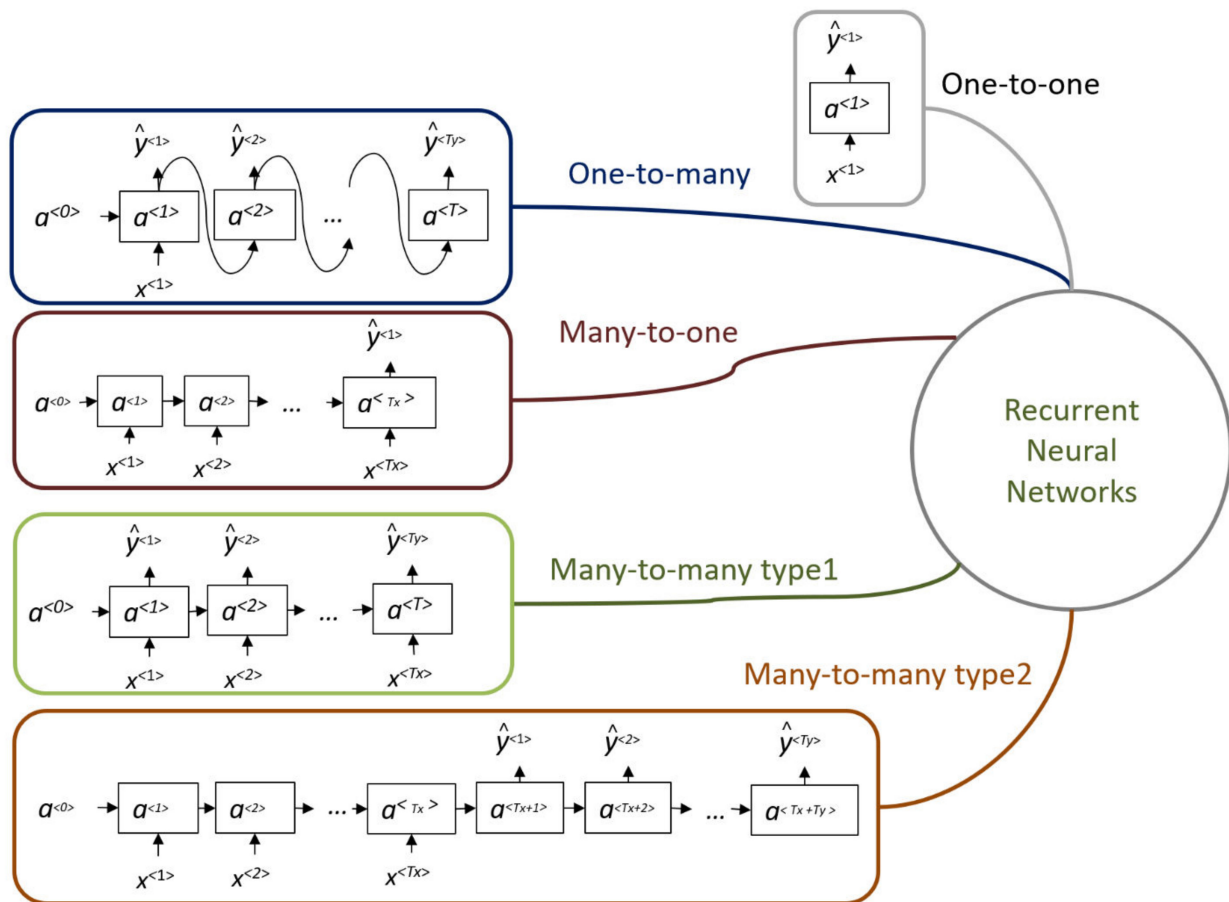 ŷ<1>
a<1>
x<1>
One-to-one
ŷ<1> ŷ<2> ŷ<Ty>
a<0> a<1> a<2> ... a<T>
x<1>
One-to-many
ŷ<1>
a<0> a<1> a<2> ... a< Tx >
x<1> x<2> x<Tx>
Many-to-one
Recurrent
Neural
Networks
ŷ<1> ŷ<2> ŷ<Ty>
a<0> a<1> a<2> ... a<T>
x<1> x<2> x<Tx>
Many-to-many type1
Many-to-many type2
ŷ<1> ŷ<2> ŷ<Ty>
a<0> a<1> a<2> ... a< Tx > a<Tx+1> a<Tx+2> ... a< Tx +Ty >
x<1> x<2> x<Tx>